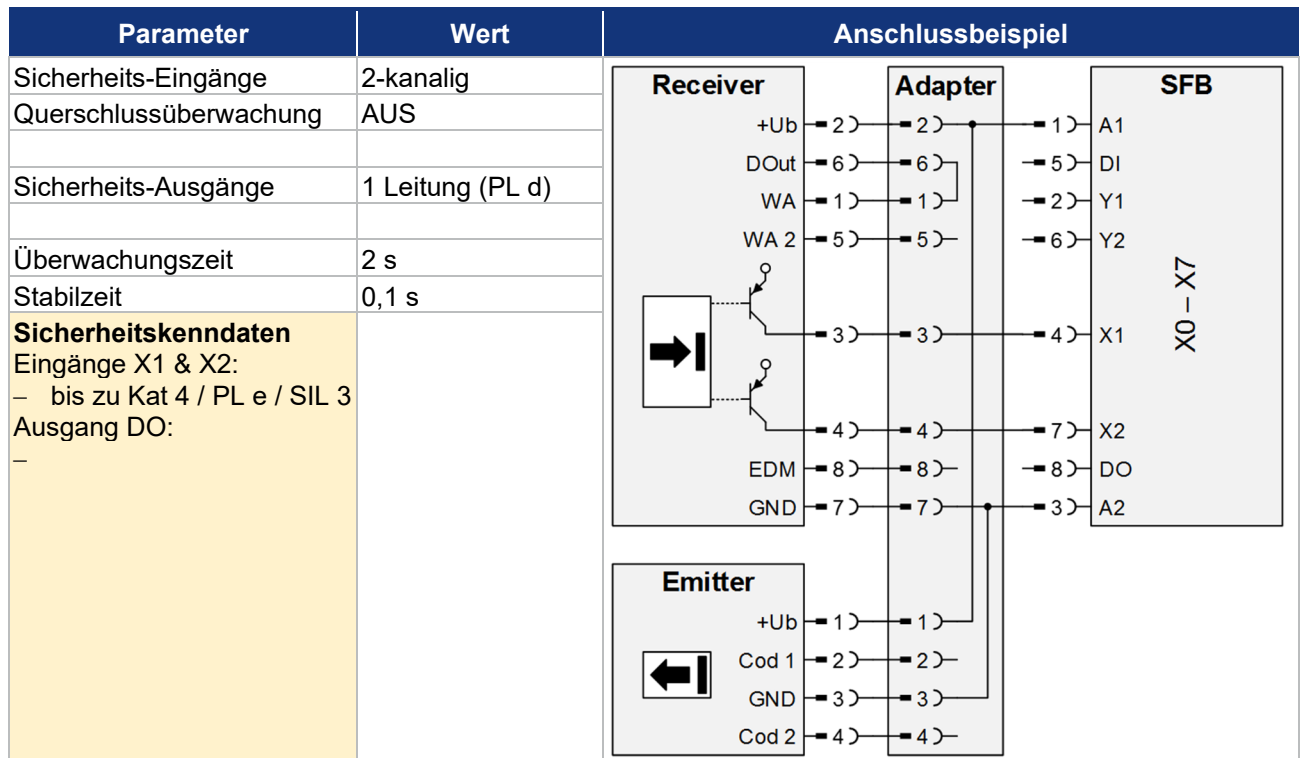 Parameter Wert Anschlussbeispiel
Sicherheits-Eingänge 2-kanalig
Querschlussüberwachung AUS
Sicherheits-Ausgänge 1 Leitung (PL d)
Überwachungszeit 2 s
Stabilzeit 0,1 s
Sicherheitskenndaten
Eingänge X1 & X2:
– bis zu Kat 4 / PL e / SIL 3
Ausgang DO:
–
Receiver Adapter SFB
+Ub 2 2 1 A1
DOut 6 6 5 DI
WA 1 1 2 Y1
WA 2 5 5 6 Y2
X0 – X7
3 3 4 X1
4 4 7 X2
EDM 8 8 8 DO
GND 7 7 3 A2
Emitter
+Ub 1 1
Cod 1 2 2
GND 3 3
Cod 2 4 4